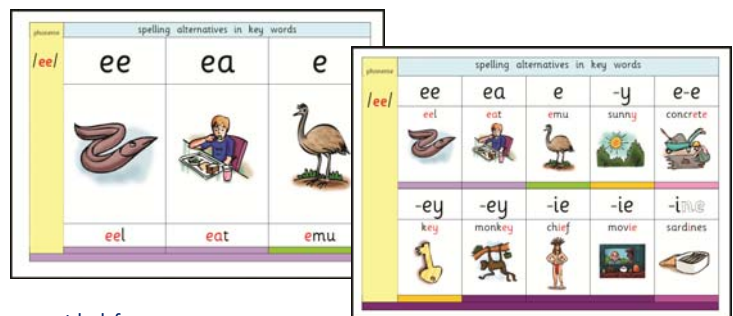 phoneme
spelling alternatives in key words
/ee/
ee ea e
eel eat emu
phoneme
spelling alternatives in key words
/ee/
ee ea e -y e-e
eel eat emu sunny concrete
-ey -ey -ie -ie -ine
key monkey chief movie sardines